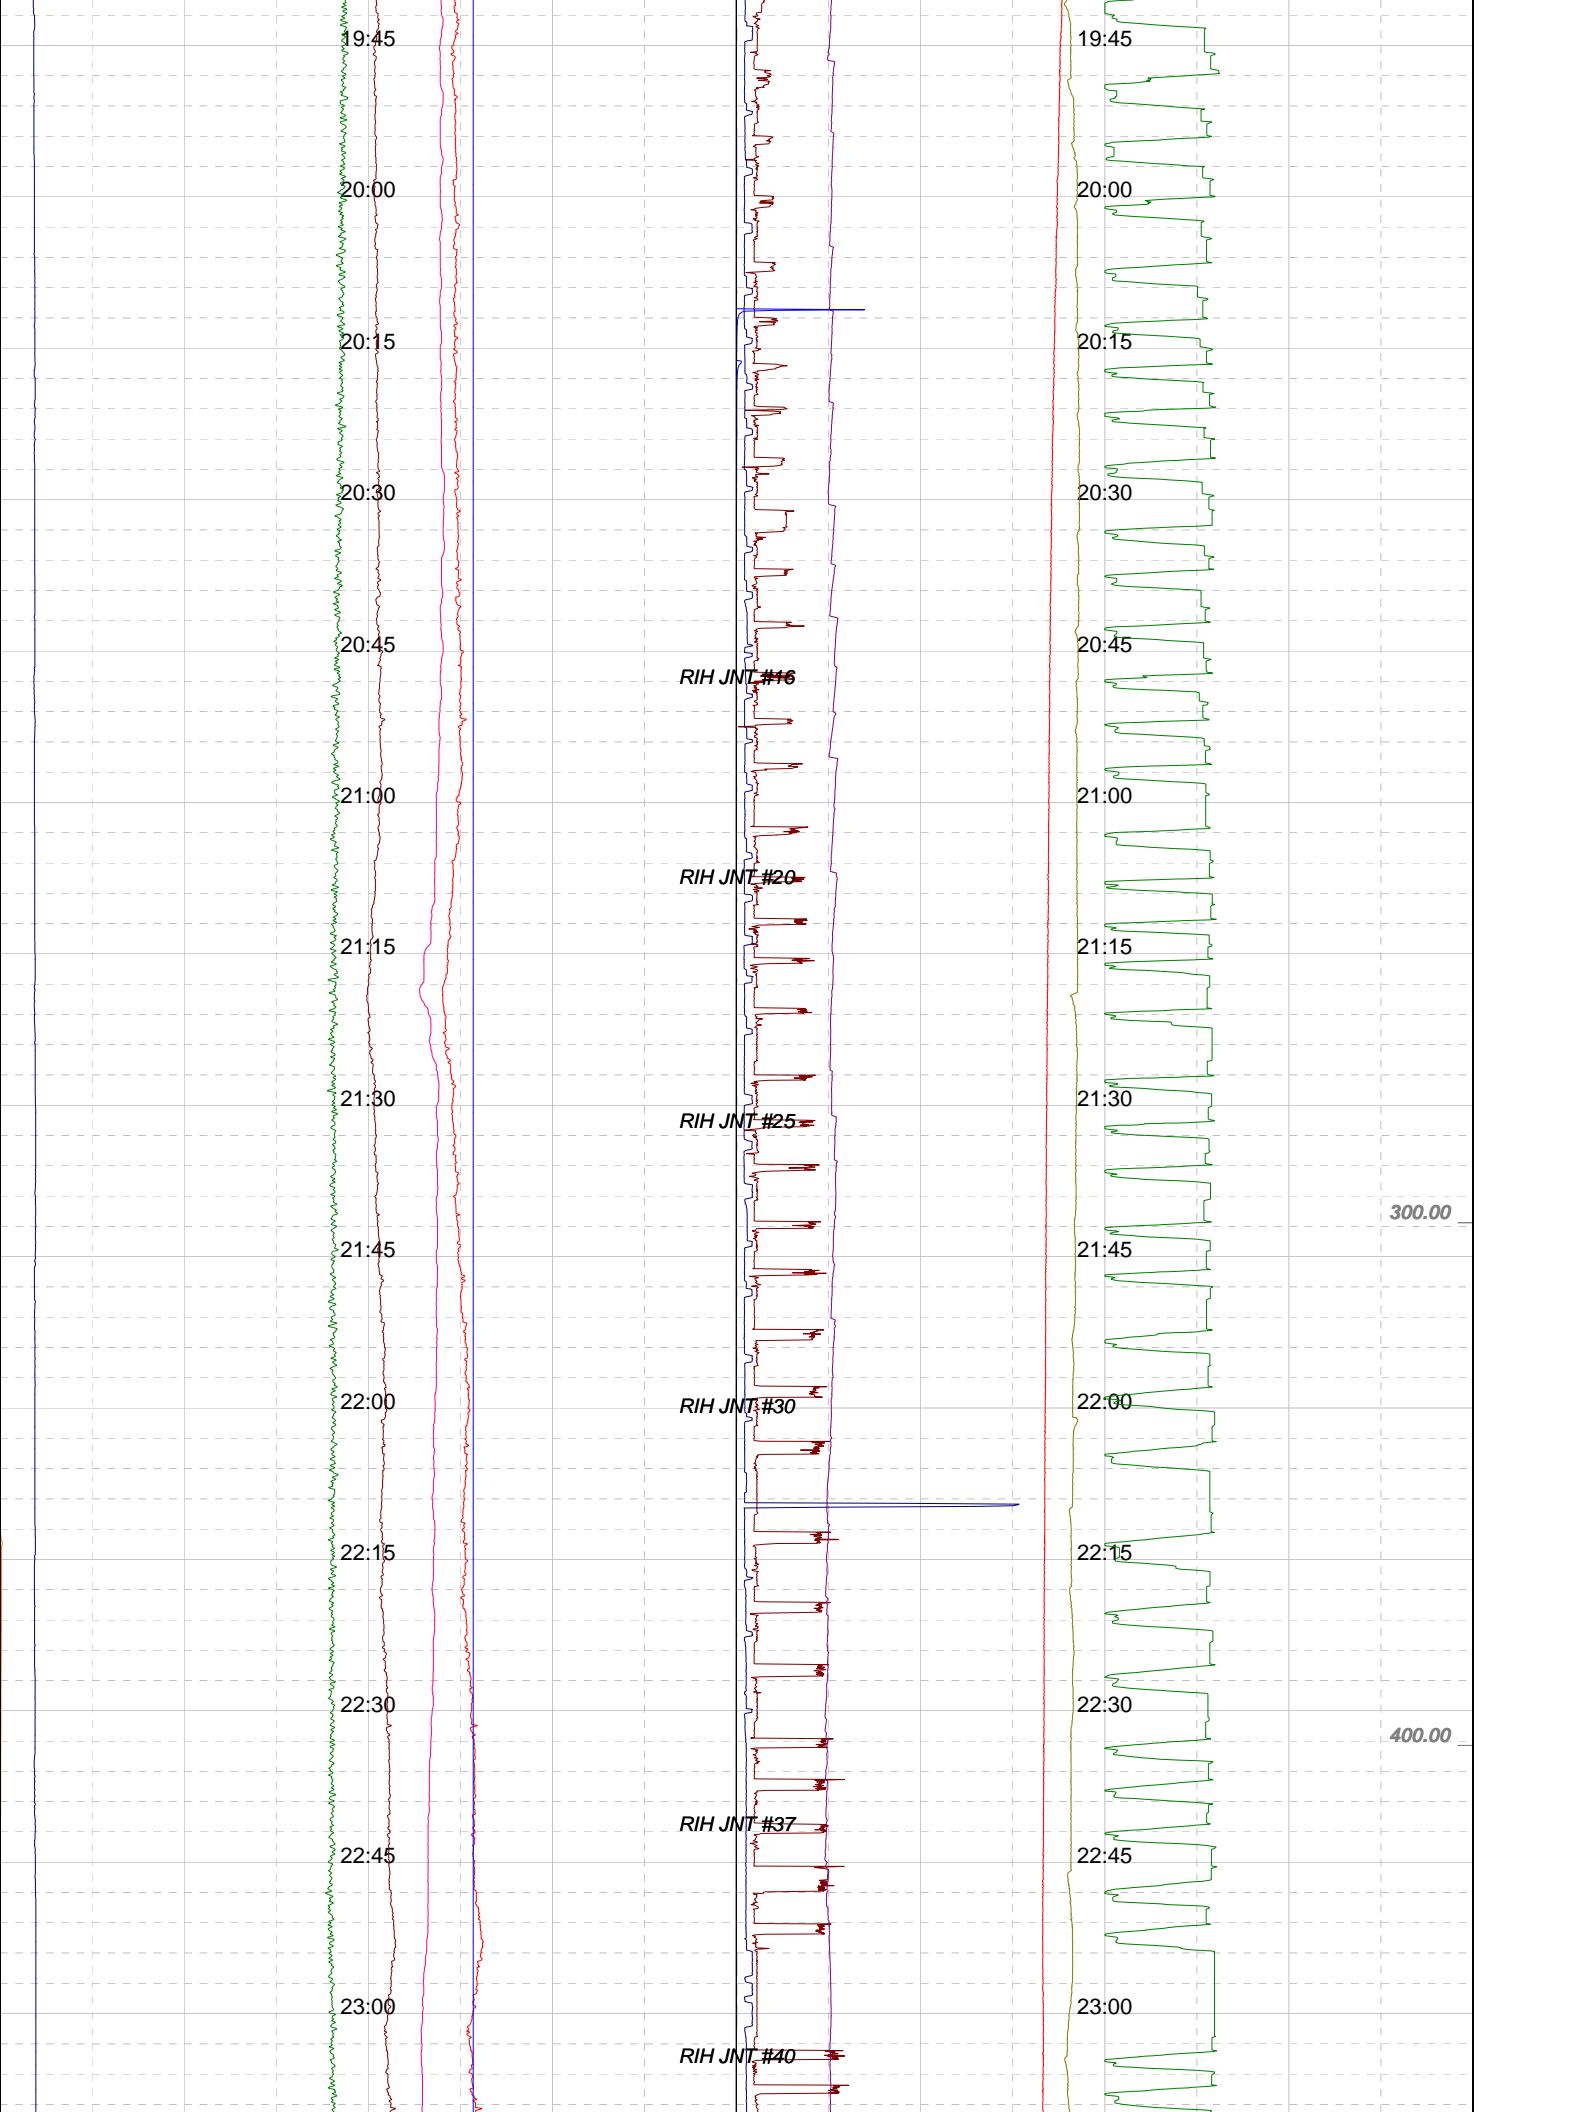 19:45 19:45
20:00 20:00
20:15 20:15
20:30 20:30
20:45 20:45
RIH JNT #16
21:00 21:00
RIH JNT #20
21:15 21:15
21:30 21:30
RIH JNT #25
300.00
21:45 21:45
22:00 22:00
RIH JNT #30
22:15 22:15
22:30 22:30
400.00
RIH JNT #37
22:45 22:45
23:00 23:00
RIH JNT #40